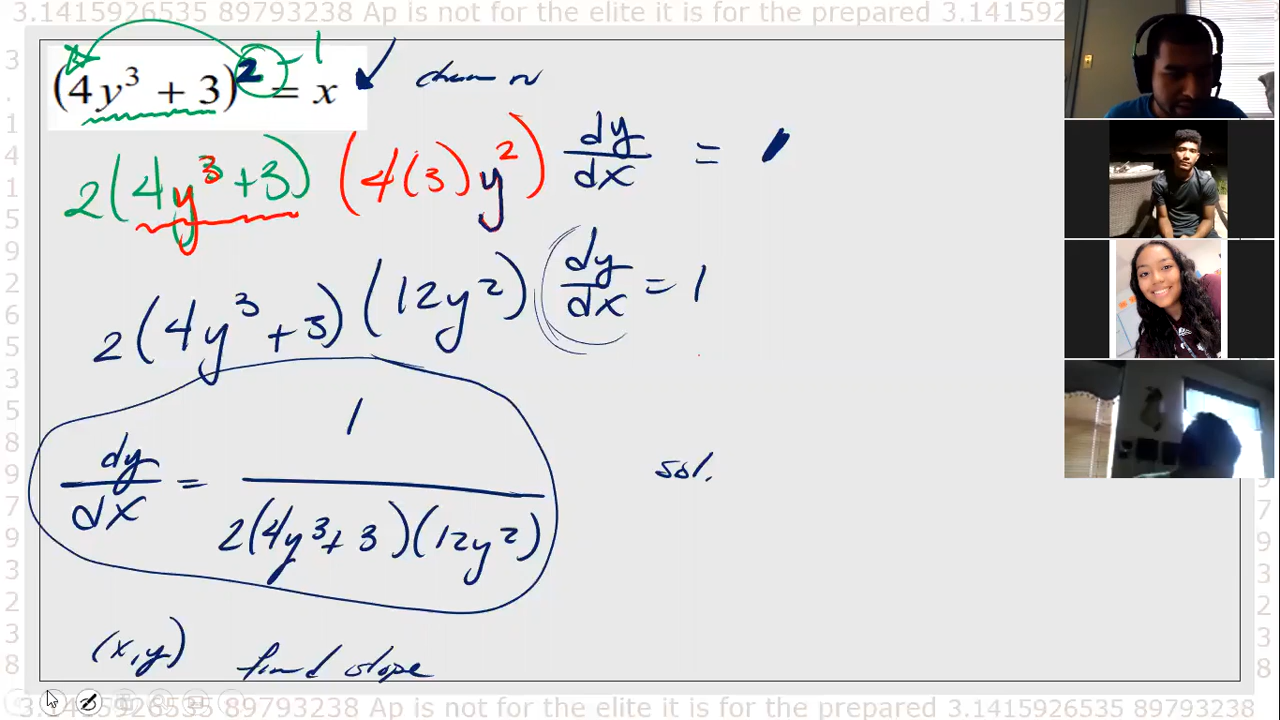 3.1415926535 89793238 Ap is not for the elite it is for the prepared 3.1415926535 89793238
(4y³ + 3)² = x
- 1
2(4y³+3) (4(3)y²) dy/dx =
2(4y³+3)(12y²) dy/dx = 1
dy/dx = 1/2(4y³+3)(12y²)
sol.
(x,y) find slope
3.1415926535 89793238 Ap is not for the elite it is for the prepared 3.1415926535 89793238